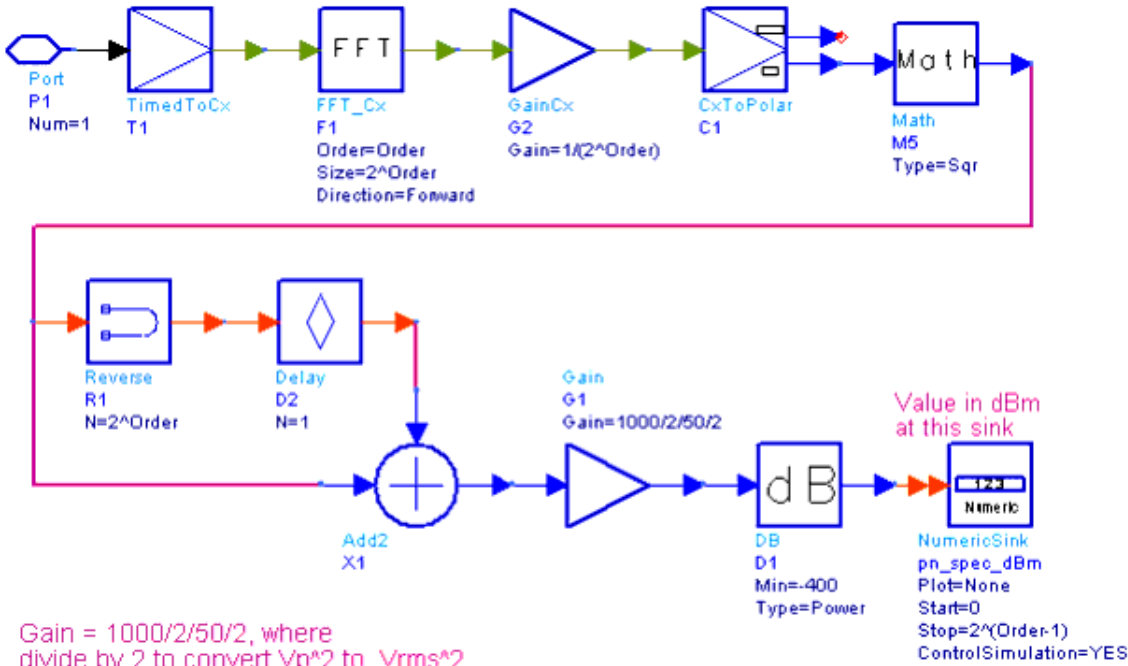 FFT
Math
Port
P1
Num=1
TimedToCx
T1
FFT_Cx
F1
Order=Order
Size=2^Order
Direction=Forward
GainCx
G2
Gain=1/(2^Order)
CxToPolar
C1
Math
M5
Type=Sqr
Reverse
R1
N=2^Order
Delay
D2
N=1
Gain
G1
Gain=1000/2/50/2
Value in dBm
at this sink
dB
123
Numeric
Add2
X1
DB
D1
Min=-400
Type=Power
NumericSink
pn_spec_dBm
Plot=None
Start=0
Stop=2^(Order-1)
ControlSimulation=YES
Gain = 1000/2/50/2, where
divide by 2 to convert Vp^2 to Vrms^2